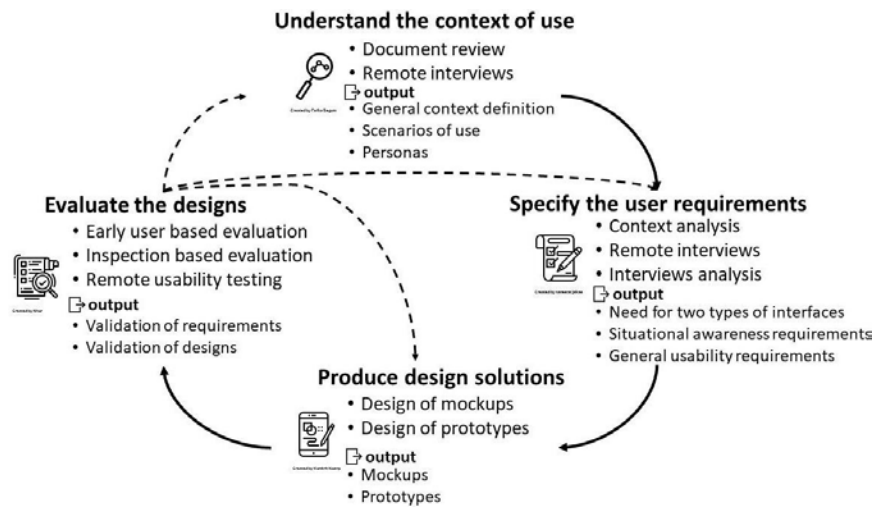 Understand the context of use
• Document review
• Remote interviews
output
• General context definition
• Scenarios of use
• Personas
Evaluate the designs
• Early user based evaluation
• Inspection based evaluation
• Remote usability testing
output
• Validation of requirements
• Validation of designs
Specify the user requirements
• Context analysis
• Remote interviews
• Interviews analysis
output
• Need for two types of interfaces
• Situational awareness requirements
• General usability requirements
Produce design solutions
• Design of mockups
• Design of prototypes
output
• Mockups
• Prototypes